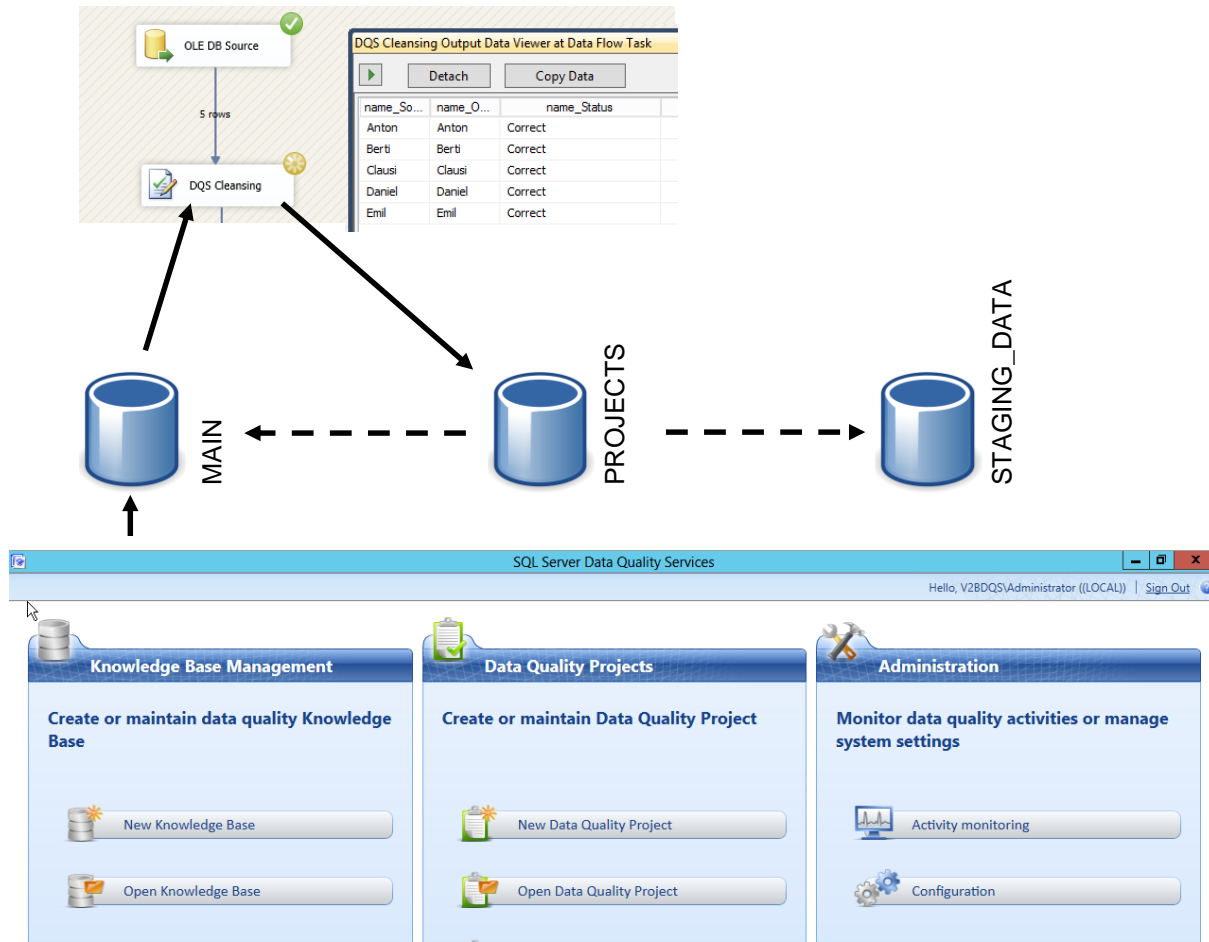 OLE DB Source
5 rows
DQS Cleansing
DQS Cleansing Output Data Viewer at Data Flow Task
Detach Copy Data
name_So... name_O... name_Status
Anton Anton Correct
Berti Berti Correct
Clausi Clausi Correct
Daniel Daniel Correct
Emil Emil Correct
MAIN
PROJECTS
STAGING_DATA
SQL Server Data Quality Services
Hello, V2BDQS\Administrator ((LOCAL)) | Sign Out
Knowledge Base Management
Create or maintain data quality Knowledge
Base
New Knowledge Base
Open Knowledge Base
Data Quality Projects
Create or maintain Data Quality Project
New Data Quality Project
Open Data Quality Project
Administration
Monitor data quality activities or manage
system settings
Activity monitoring
Configuration